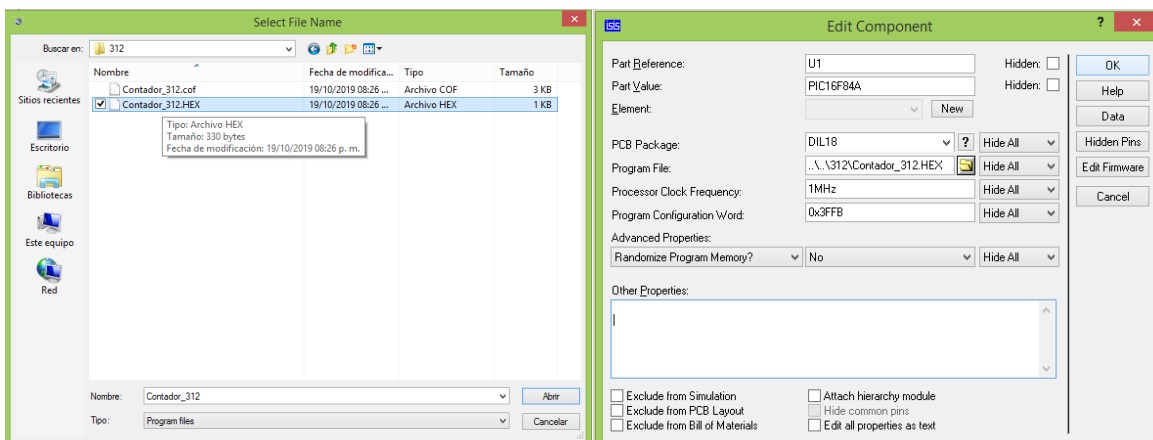 Select File Name
Buscar en: 312
Nombre Fecha de modifica... Tipo Tamaño
Contador_312.cof 19/10/2019 08:26 ... Archivo COF 3 KB
Contador_312.HEX 19/10/2019 08:26 ... Archivo HEX 1 KB
Tipo: Archivo HEX
Tamaño: 330 bytes
Fecha de modificación: 19/10/2019 08:26 p. m.
Sitios recientes
Escritorio
Bibliotecas
Este equipo
Red
Nombre: Contador_312 Abrir
Tipo: Program files Cancelar
ISIS Edit Component ?
Part Reference: U1 Hidden:
Part Value: PIC16F84A Hidden:
Element: New
PCB Package: DIL18 ? Hide All
Program File: ..\..\312\Contador_312.HEX Hide All
Processor Clock Frequency: 1MHz Hide All
Program Configuration Word: 0x3FFB Hide All
Advanced Properties:
Randomize Program Memory? No Hide All
Other Properties:
Exclude from Simulation Attach hierarchy module
Exclude from PCB Layout Hide common pins
Exclude from Bill of Materials Edit all properties as text
OK
Help
Data
Hidden Pins
Edit Firmware
Cancel